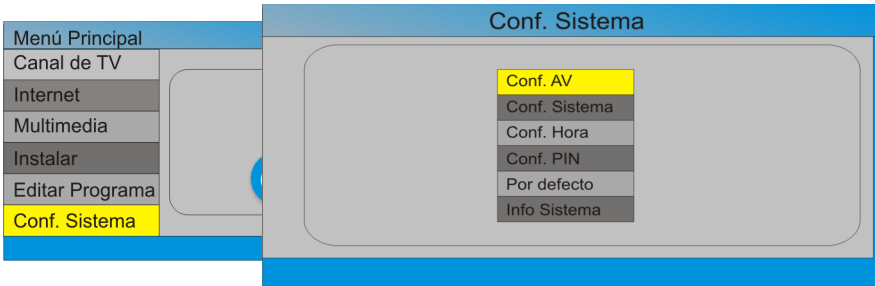 Menú Principal
Canal de TV
Internet
Multimedia
Instalar
Editar Programa
Conf. Sistema
Conf. Sistema
Conf. AV
Conf. Sistema
Conf. Hora
Conf. PIN
Por defecto
Info Sistema